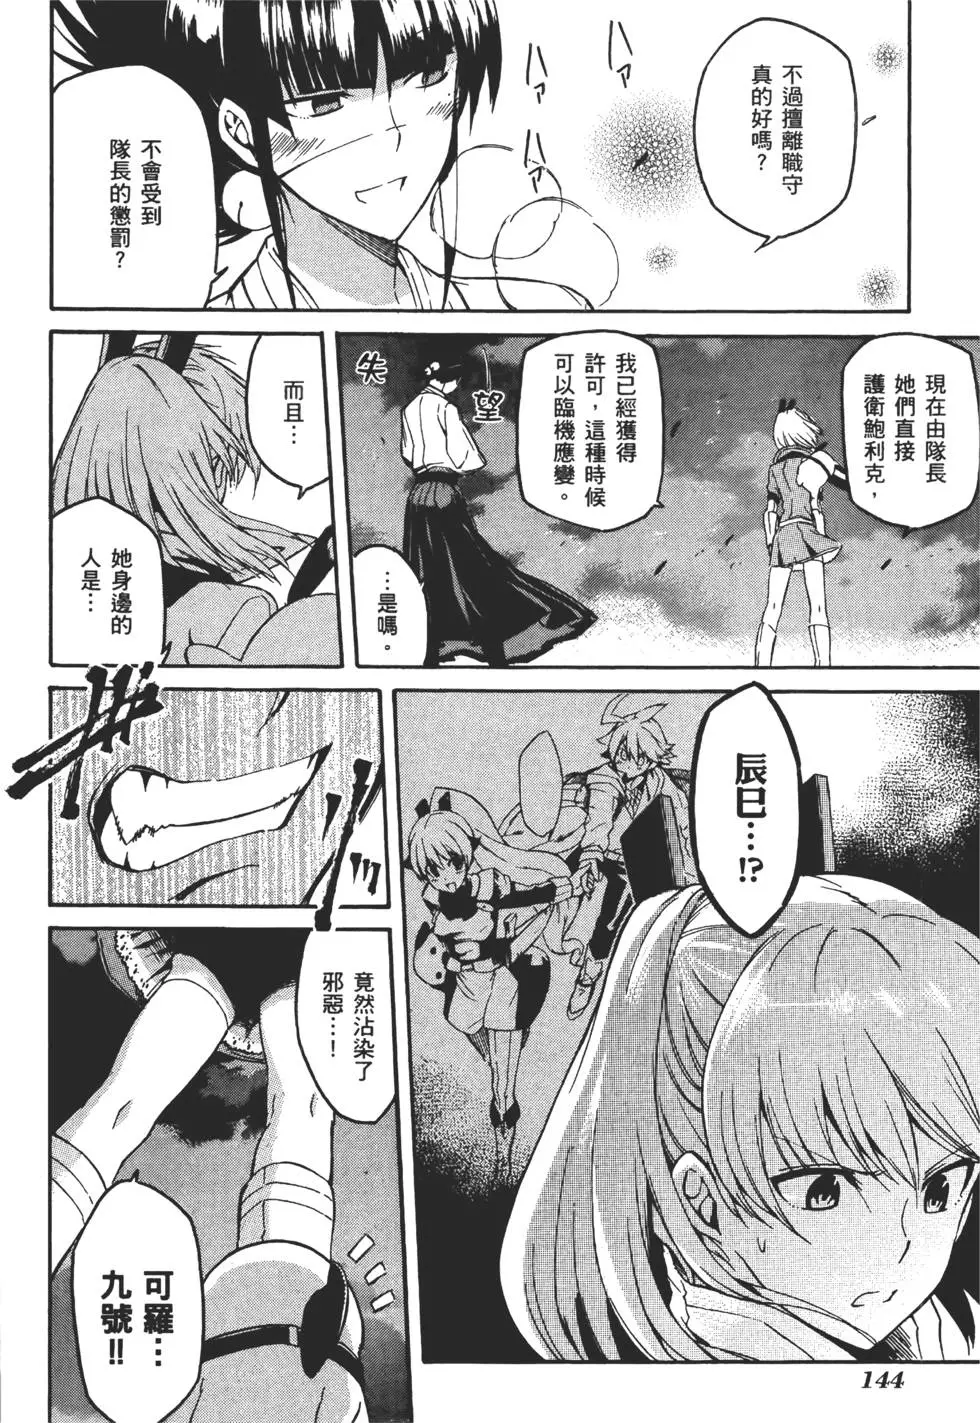 不過擅離職守
真的好嗎？
不會受到
隊長的懲罰？
ハァ
ハァ
現在由隊長
她們直接
護衛鮑利克，
我已經獲得
許可，這種時候
可以臨機應變。
失
望
…是嗎。
而且…
她身邊的
人是…
辰巳…!?
竟然沾染了
邪惡…！
可羅…
九號!!
144